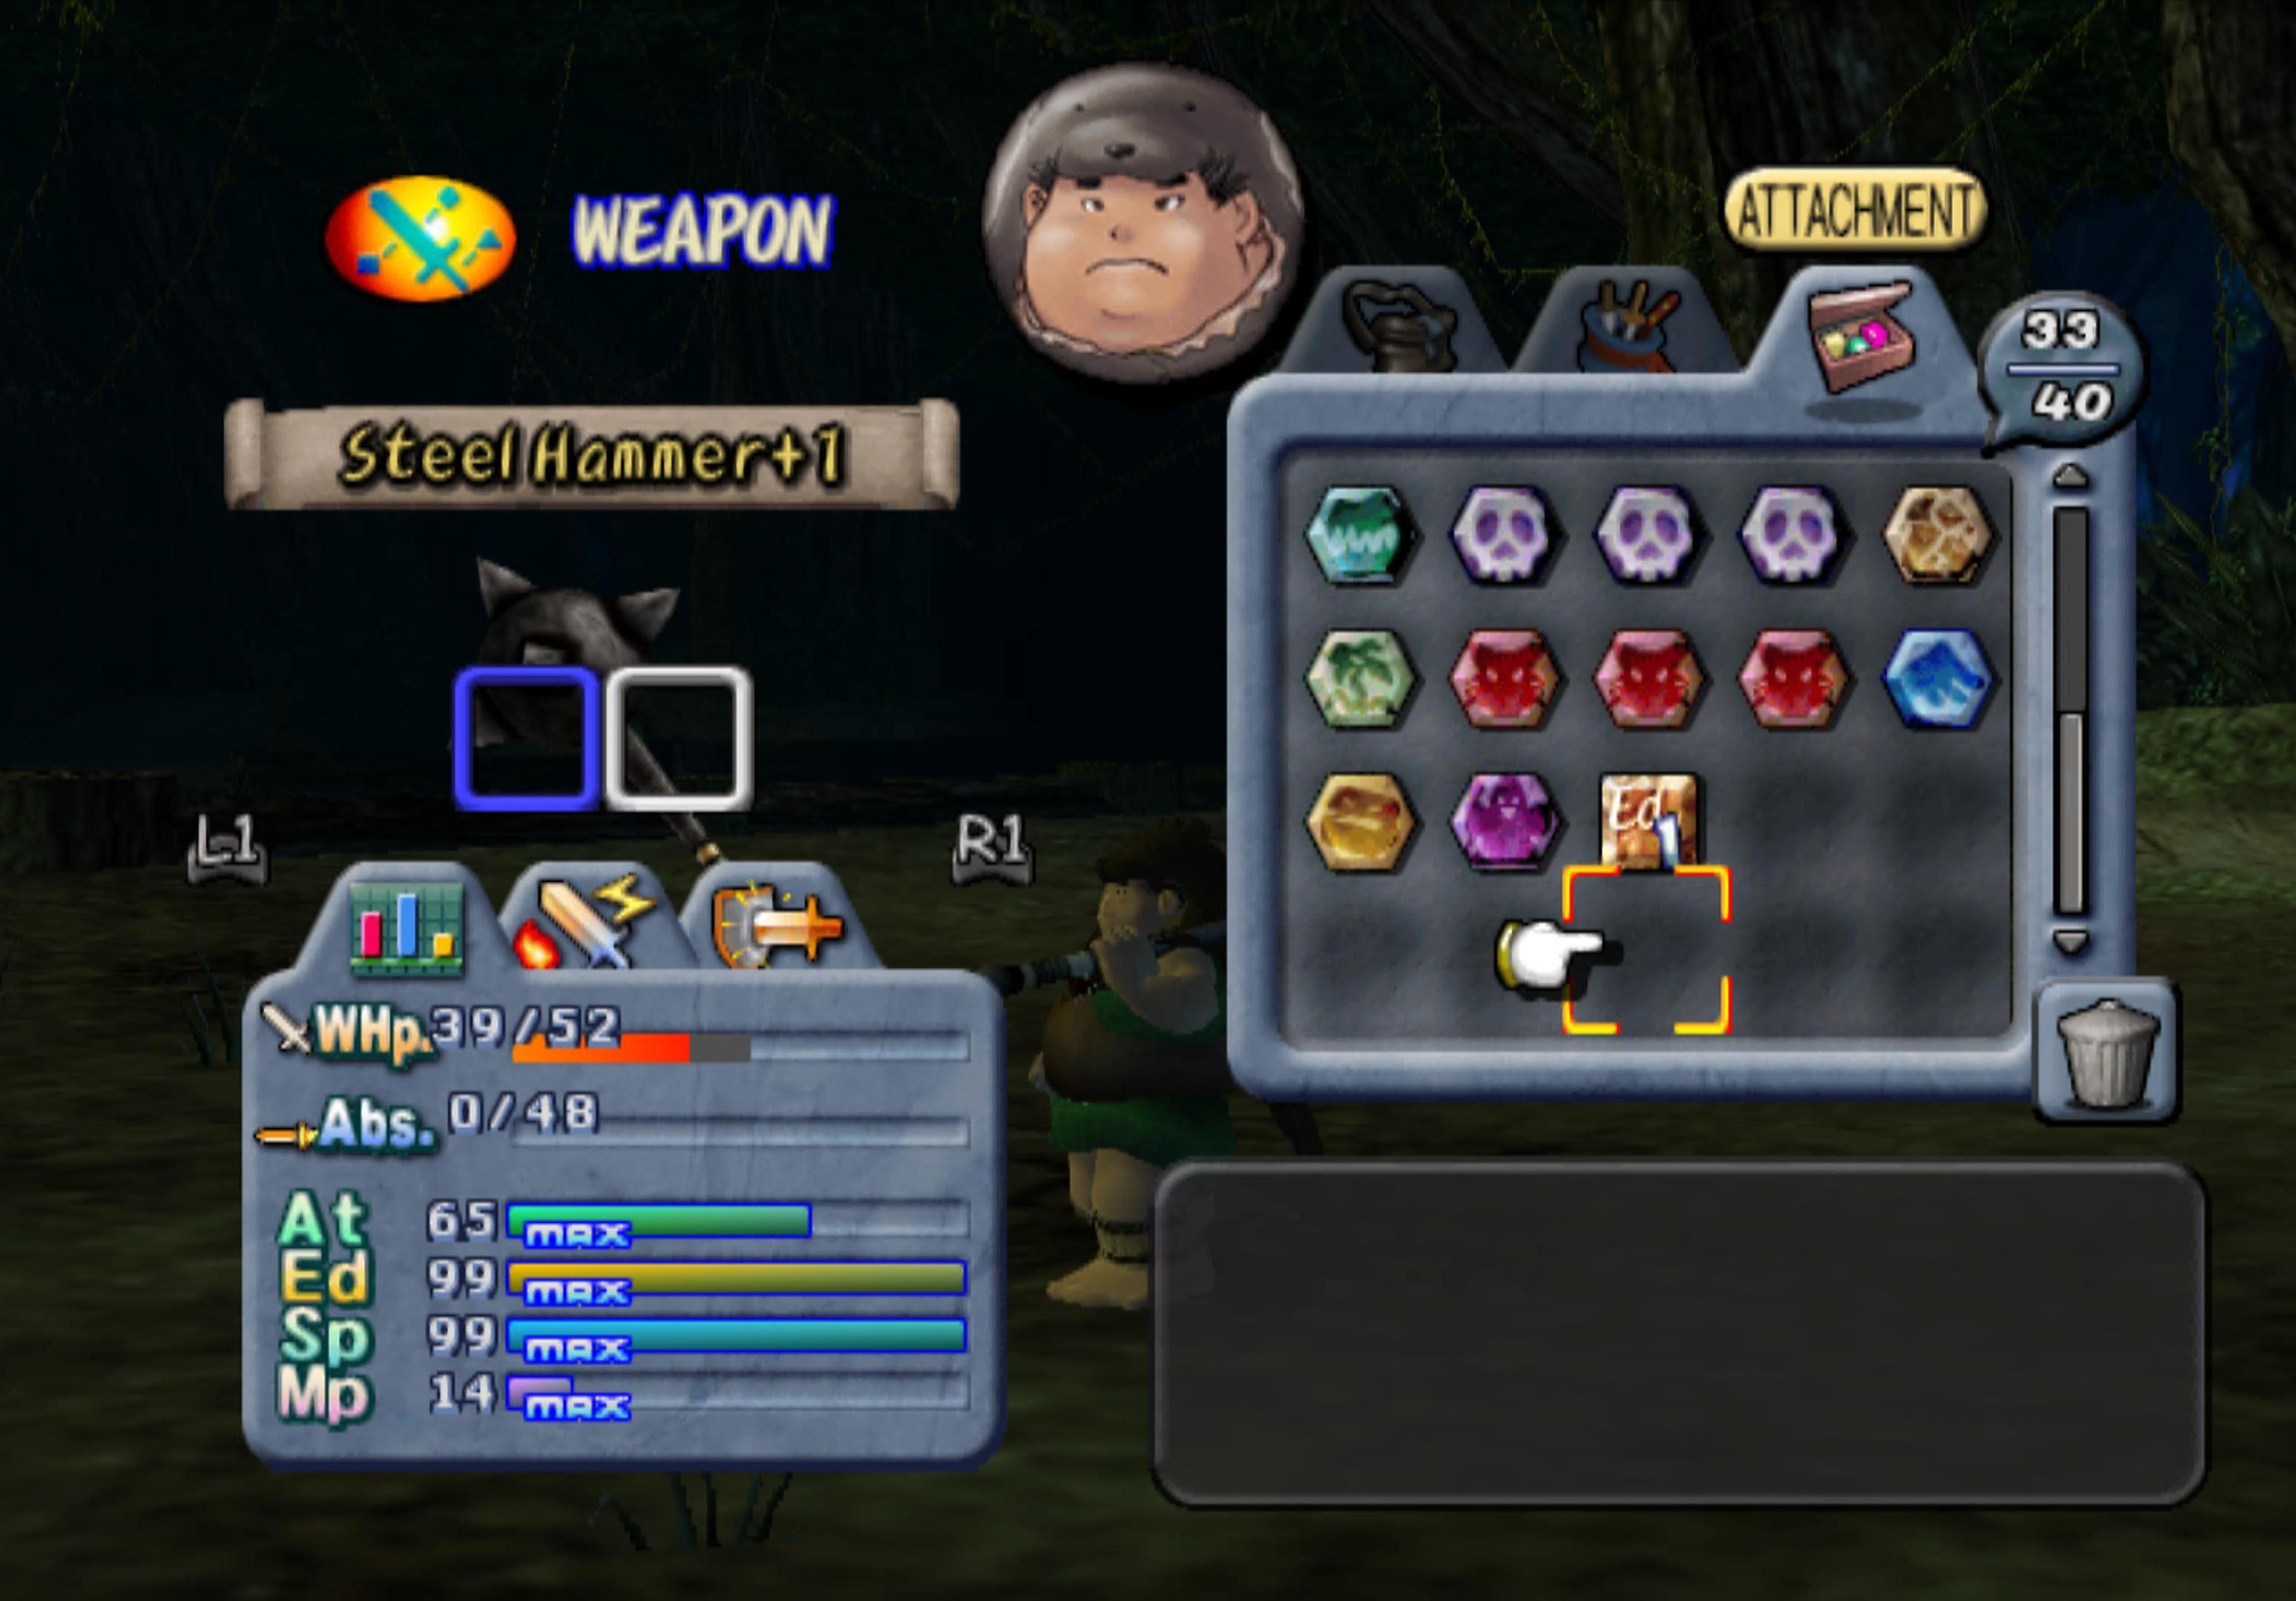 WEAPON
ATTACHMENT
33
40
Steel Hammer+1
Ed
1
L1
R1
WHp. 39/52
Abs. 0/48
At 65 max
Ed 99 max
Sp 99 max
Mp 14 max